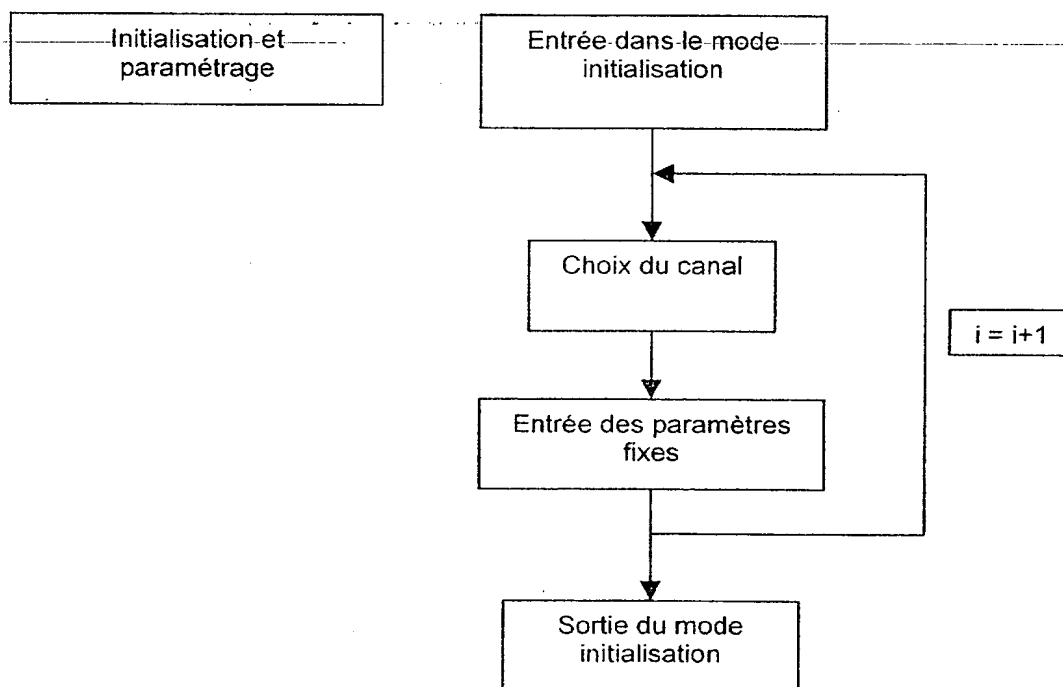 Initialisation et
paramétrage
Entrée dans le mode
initialisation
Choix du canal
i = i+1
Entrée des paramètres
fixes
Sortie du mode
initialisation